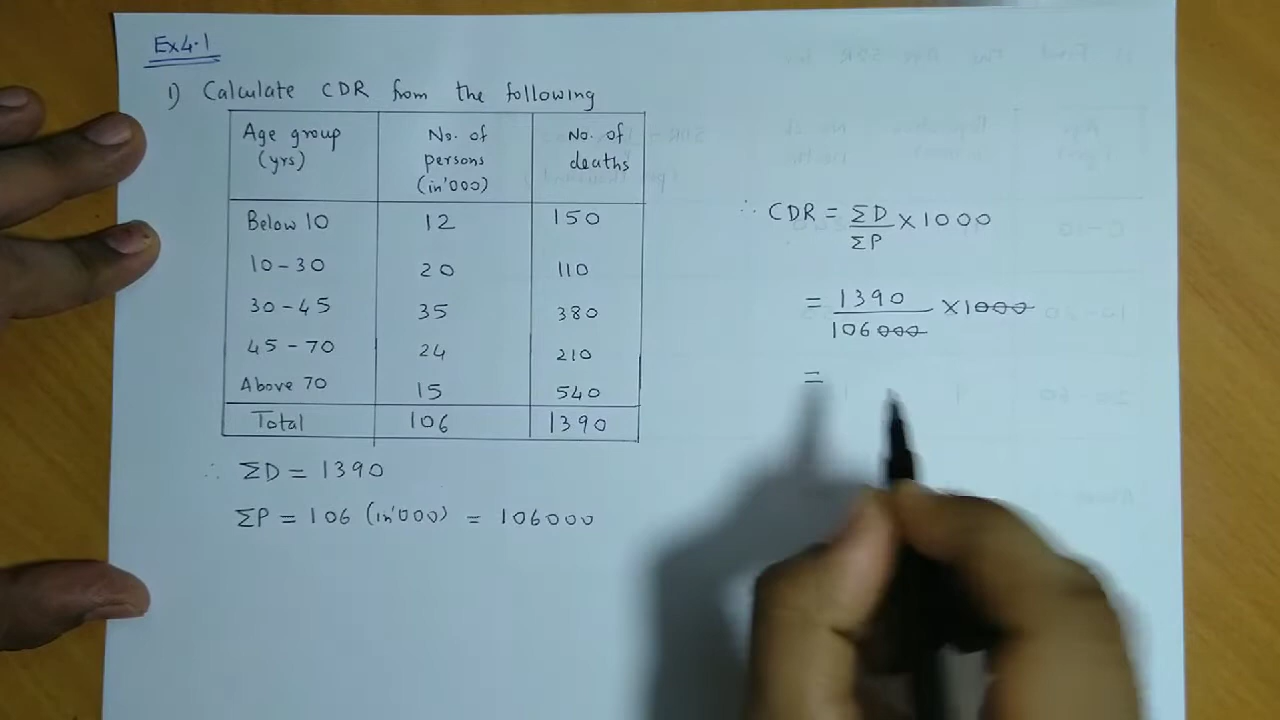 Ex4.1
1) Calculate CDR from the following
Age group (yrs) No. of persons (in'000) No. of deaths
Below 10 12 150
10-30 20 110
30-45 35 380
45-70 24 210
Above 70 15 540
Total 106 1390
∴ ΣD = 1390
ΣP = 106 (in'000) = 106000
∴ CDR = ΣD/ΣP × 1000
= 1390/106000 × 1000
=